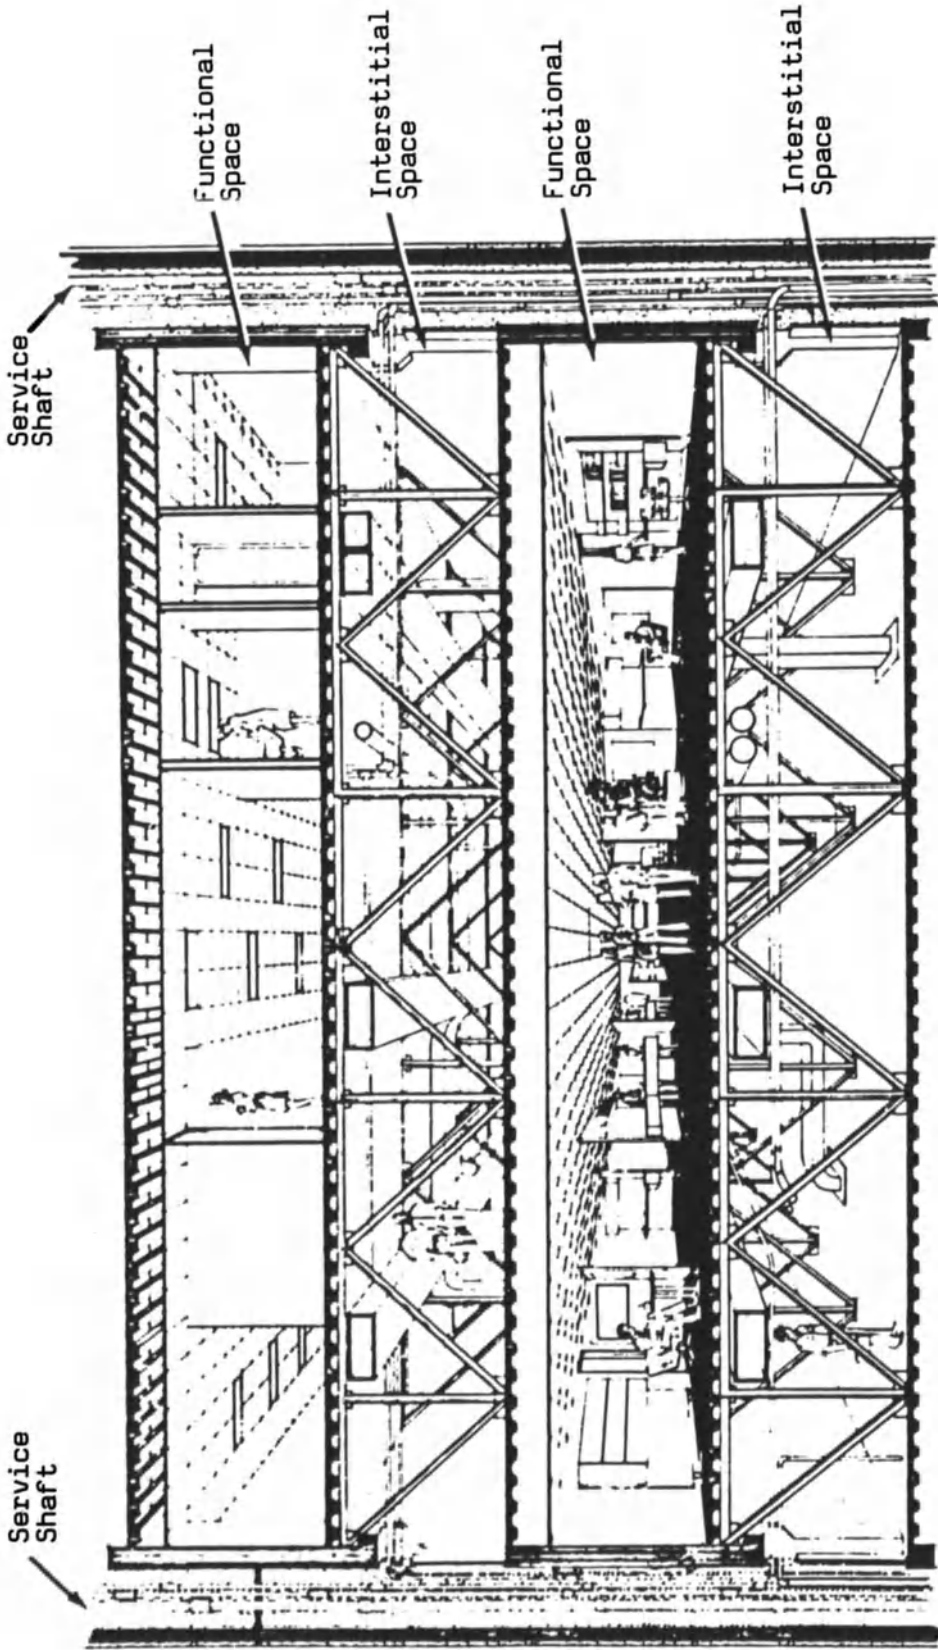 Service
Shaft
Service
Shaft
Functional
Space
Interstitial
Space
Functional
Space
Interstitial
Space